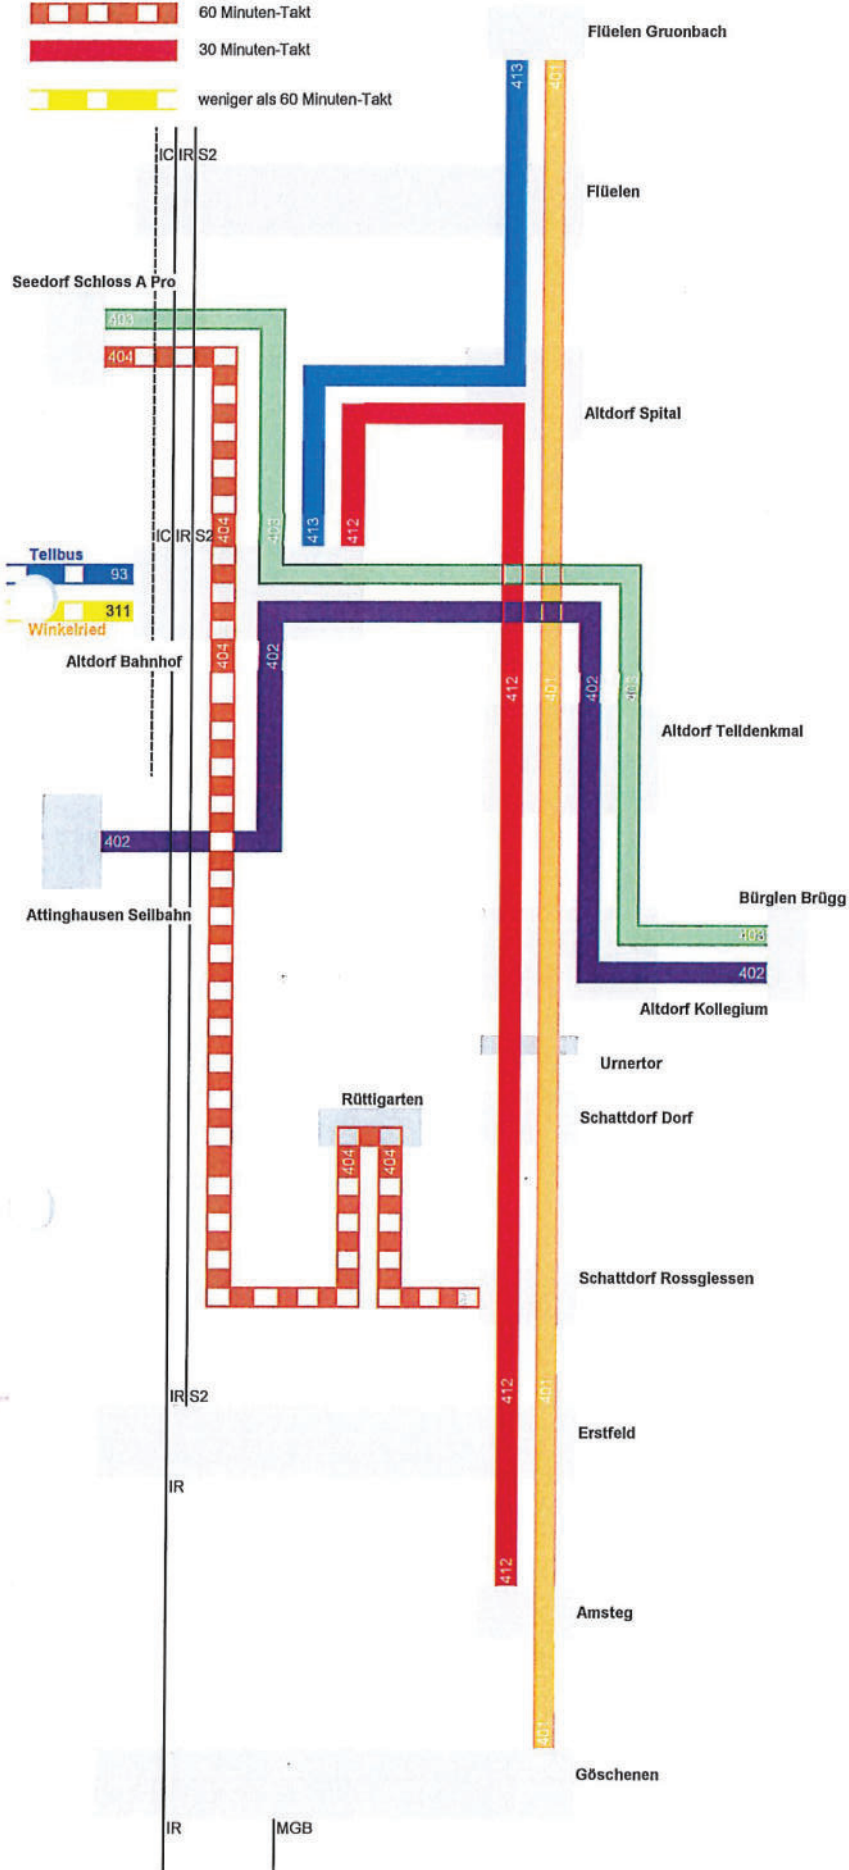 60 Minuten-Takt
30 Minuten-Takt
weniger als 60 Minuten-Takt
Flüelen Gruonbach
413
401
IC IR S2
Flüelen
Seedorf Schloss A Pro
403
404
Altdorf Spital
IC IR S2
404
403
413
412
Tellbus
93
311
Winkelried
Altdorf Bahnhof
404
402
412
401
402
403
Altdorf Telldenkmal
402
Bürglen Brügg
Attinghausen Seilbahn
403
402
Altdorf Kollegium
Urnertor
Rüttigarten
Schattdorf Dorf
404
404
Schattdorf Rossgiessen
IR S2
412
401
Erstfeld
IR
412
Amsteg
401
Göschenen
IR
MGB